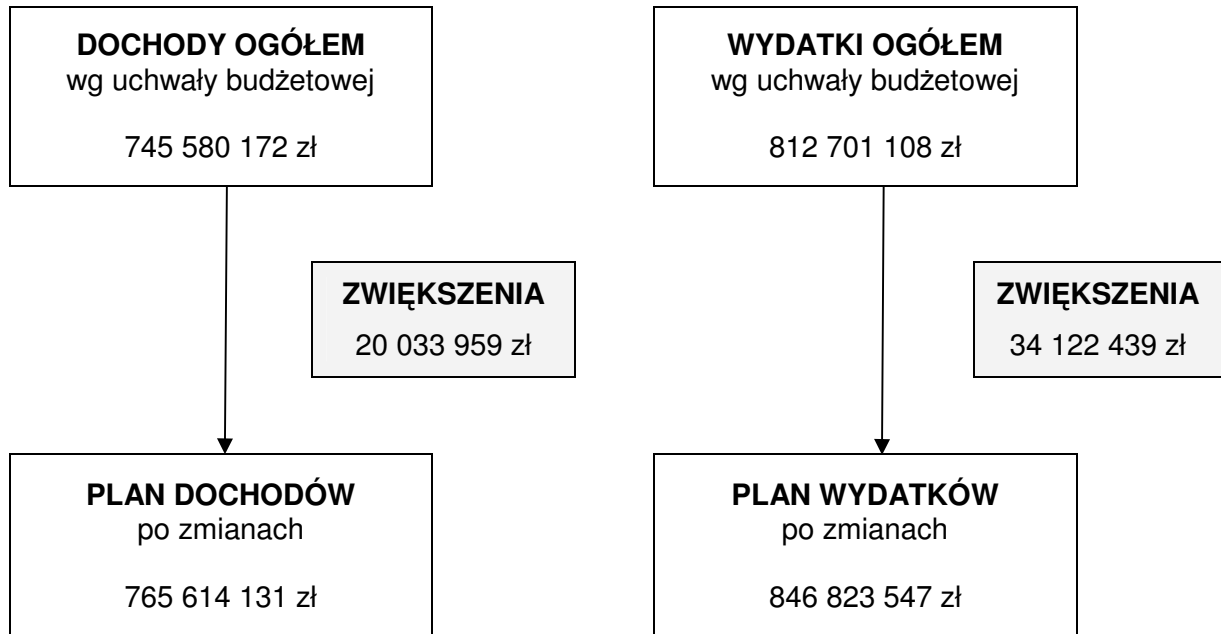 DOCHODY OGÓŁEM
wg uchwały budżetowej
745 580 172 zł
WYDATKI OGÓŁEM
wg uchwały budżetowej
812 701 108 zł
ZWIĘKSZENIA
20 033 959 zł
ZWIĘKSZENIA
34 122 439 zł
PLAN DOCHODÓW
po zmianach
765 614 131 zł
PLAN WYDATKÓW
po zmianach
846 823 547 zł